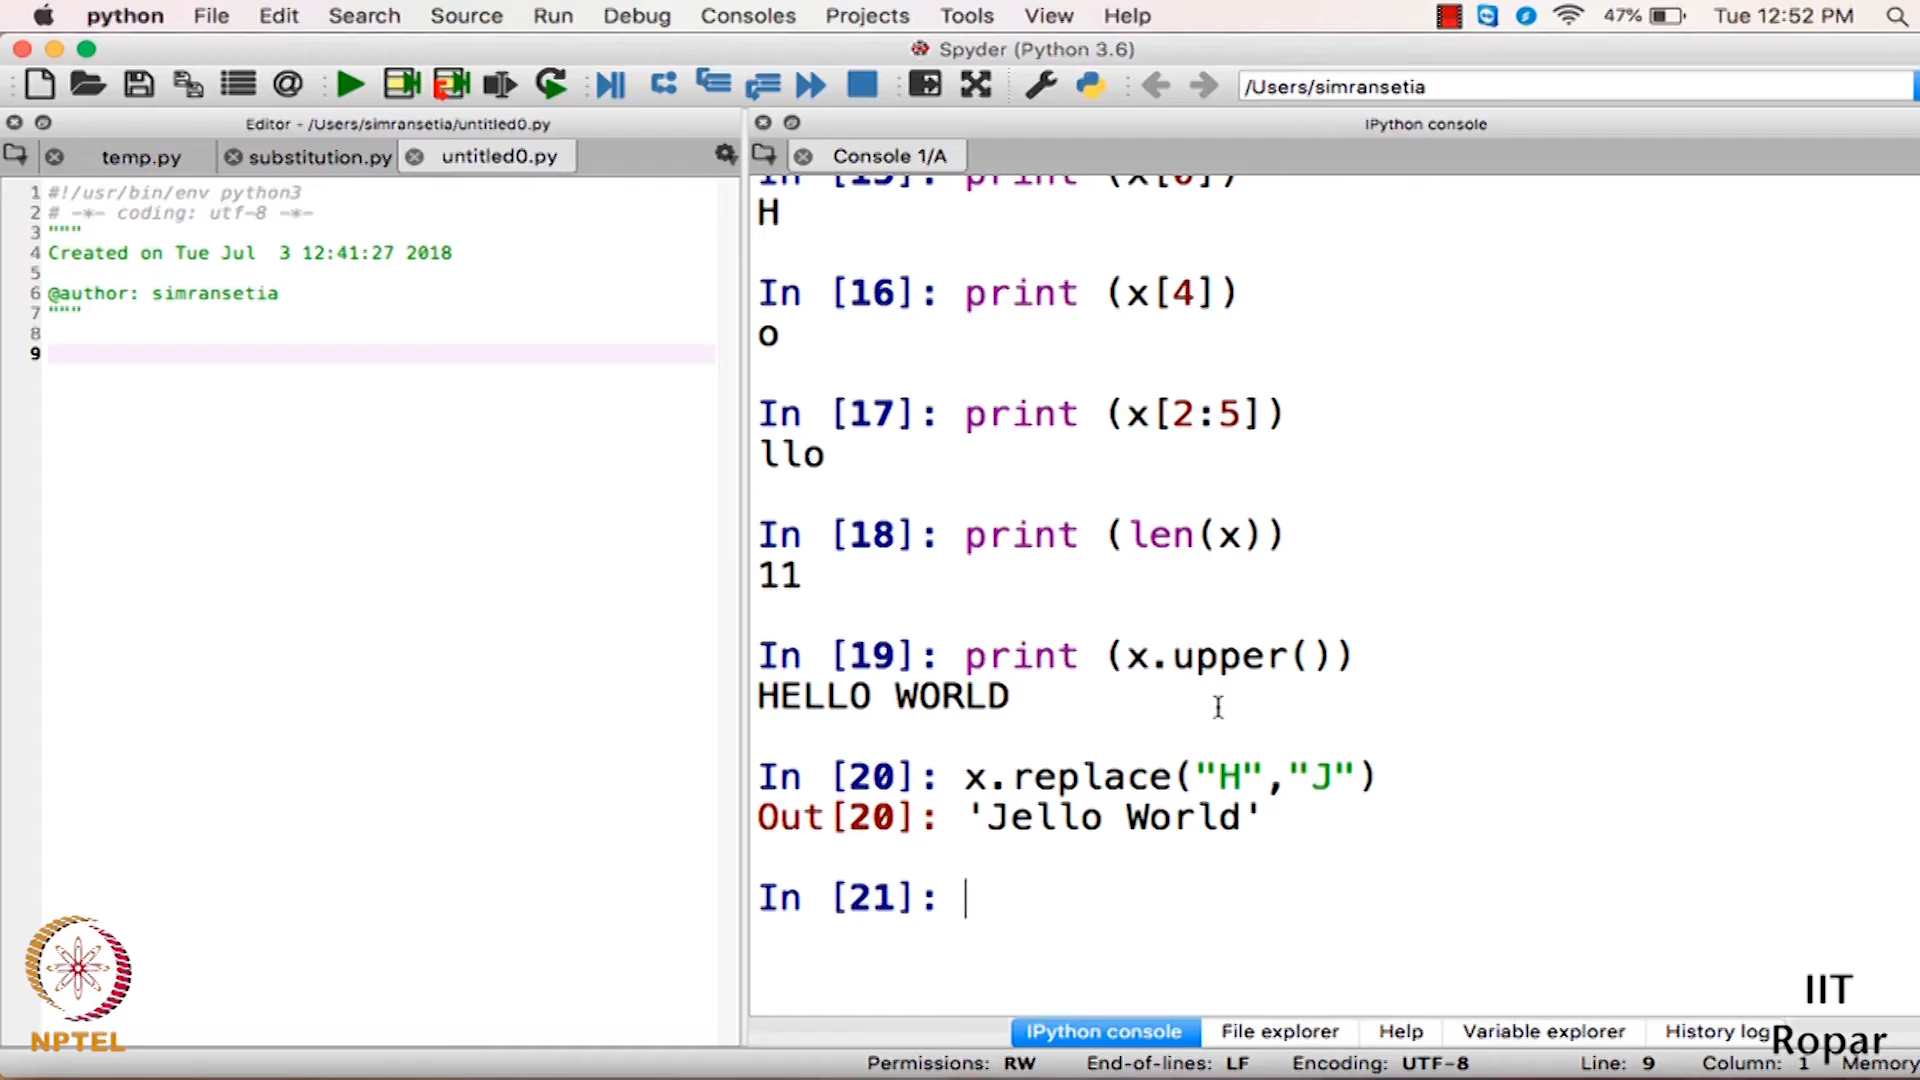 python File Edit Search Source Run Debug Consoles Projects Tools View Help 47% Tue 12:52 PM
Spyder (Python 3.6)
/Users/simransetia
Editor - /Users/simransetia/untitled0.py
temp.py substitution.py untitled0.py
1 #!/usr/bin/env python3
2 # -*- coding: utf-8 -*-
3 """
4 Created on Tue Jul  3 12:41:27 2018
5
6 @author: simransetia
7 """
8
9
IPython console
Console 1/A
H
In [16]: print (x[4])
o
In [17]: print (x[2:5])
llo
In [18]: print (len(x))
11
In [19]: print (x.upper())
HELLO WORLD
In [20]: x.replace("H","J")
Out[20]: 'Jello World'
In [21]:
NPTEL
IIT
Ropar
IPython console File explorer Help Variable explorer History log
Permissions: RW End-of-lines: LF Encoding: UTF-8 Line: 9 Column: 1 Memory